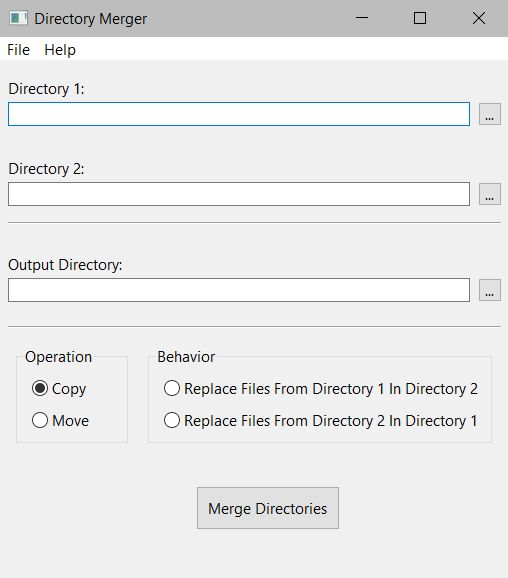 Directory Merger
File Help
Directory 1:
...
Directory 2:
...
Output Directory:
...
Operation Behavior
Copy Replace Files From Directory 1 In Directory 2
Move Replace Files From Directory 2 In Directory 1
Merge Directories